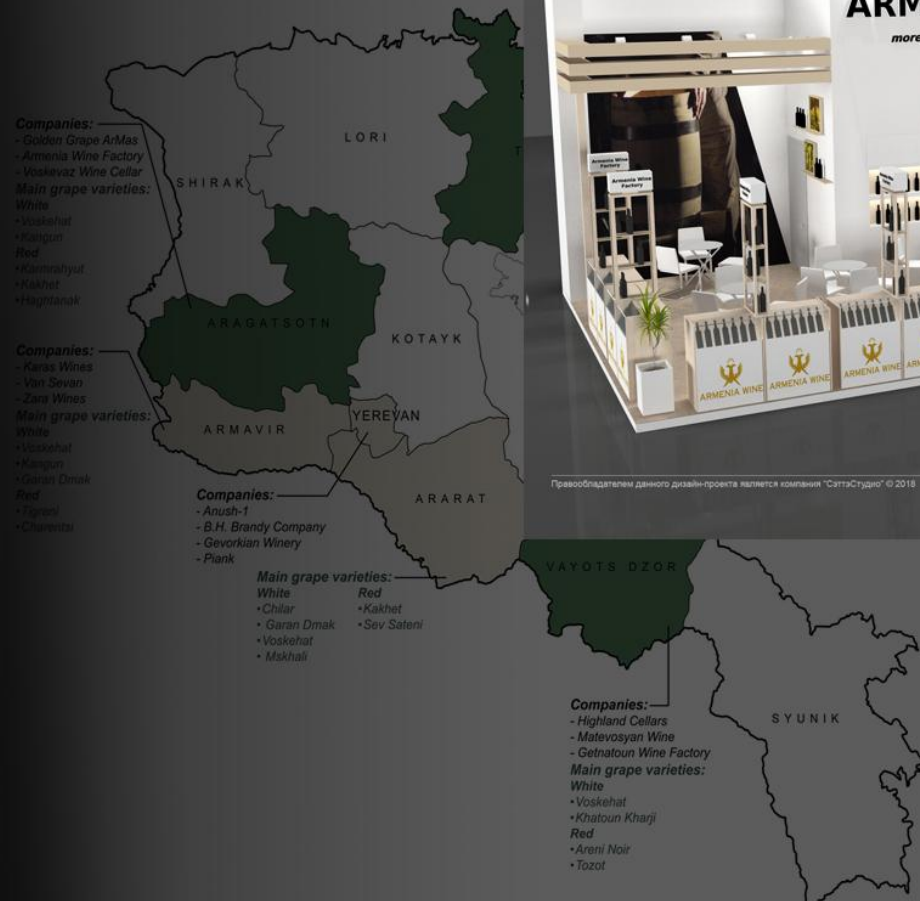 ARM
more
Armenia Wine
Factory
Armenia Wine
Factory
ARMENIA WINE
ARMENIA WINE
ARMENIA WINE
ARM
Правообладателем данного дизайн-проекта является компания "СэттэСтудио" © 2018
LORI
SHIRAK
T
ARAGATSOTN
KOTAYK
YEREVAN
ARMAVIR
ARARAT
VAYOTS DZOR
SYUNIK
Companies:
- Golden Grape ArMas
- Armenia Wine Factory
- Voskevaz Wine Cellar
Main grape varieties:
White
•Voskehat
•Kangun
Red
•Karmrahyut
•Kakhet
•Haghtanak
Companies:
- Karas Wines
- Van Sevan
- Zara Wines
Main grape varieties:
White
•Voskehat
•Kangun
•Garan Dmak
Red
•Tigrani
•Charentsi
Companies:
- Anush-1
- B.H. Brandy Company
- Gevorkian Winery
- Piank
Main grape varieties:
White
•Chilar
• Garan Dmak
•Voskehat
• Mskhali
Red
•Kakhet
•Sev Sateni
Companies:
- Highland Cellars
- Matevosyan Wine
- Getnatoun Wine Factory
Main grape varieties:
White
•Voskehat
•Khatoun Kharji
Red
•Areni Noir
•Tozot